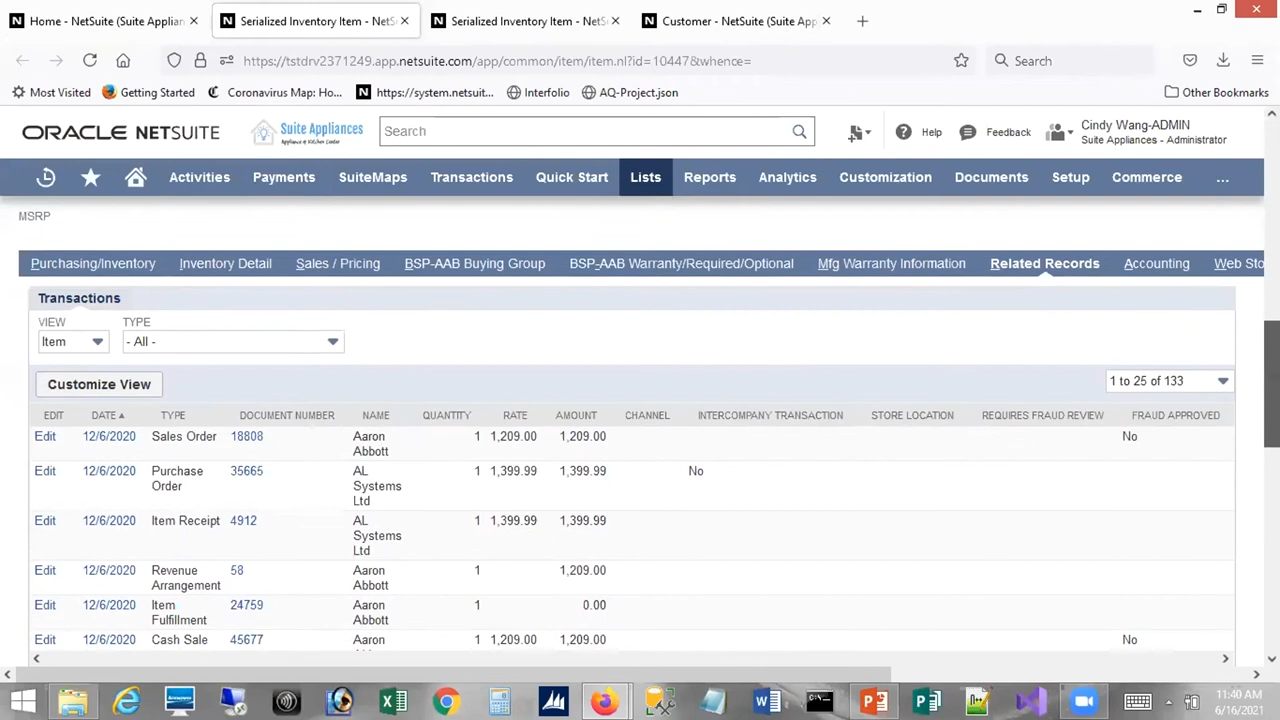 Home - NetSuite (Suite Applian
Serialized Inventory Item - NetS
Serialized Inventory Item - NetS
Customer - NetSuite (Suite App
https://tstdrv2371249.app.netsuite.com/app/common/item/item.nl?id=10447&whence=
Search
Most Visited
Getting Started
Coronavirus Map: Ho...
https://system.netsuit...
Interfolio
AQ-Project.json
Other Bookmarks
ORACLE NETSUITE
Suite Appliances
Appliance & Kitchen Center
Search
Help
Feedback
Cindy Wang-ADMIN
Suite Appliances - Administrator
Activities Payments SuiteMaps Transactions Quick Start Lists Reports Analytics Customization Documents Setup Commerce ...
MSRP
Purchasing/Inventory Inventory Detail Sales / Pricing BSP-AAB Buying Group BSP-AAB Warranty/Required/Optional Mfg Warranty Information Related Records Accounting Web Sto
Transactions
VIEW TYPE
Item - All -
Customize View 1 to 25 of 133
EDIT DATE TYPE DOCUMENT NUMBER NAME QUANTITY RATE AMOUNT CHANNEL INTERCOMPANY TRANSACTION STORE LOCATION REQUIRES FRAUD REVIEW FRAUD APPROVED
Edit 12/6/2020 Sales Order 18808 Aaron 1 1,209.00 1,209.00 No
Abbott
Edit 12/6/2020 Purchase 35665 AL 1 1,399.99 1,399.99 No
Order Systems
Ltd
Edit 12/6/2020 Item Receipt 4912 AL 1 1,399.99 1,399.99
Systems
Ltd
Edit 12/6/2020 Revenue 58 Aaron 1 1,209.00
Arrangement Abbott
Edit 12/6/2020 Item 24759 Aaron 1 0.00
Fulfillment Abbott
Edit 12/6/2020 Cash Sale 45677 Aaron 1 1,209.00 1,209.00 No
11:40 AM
6/16/2021